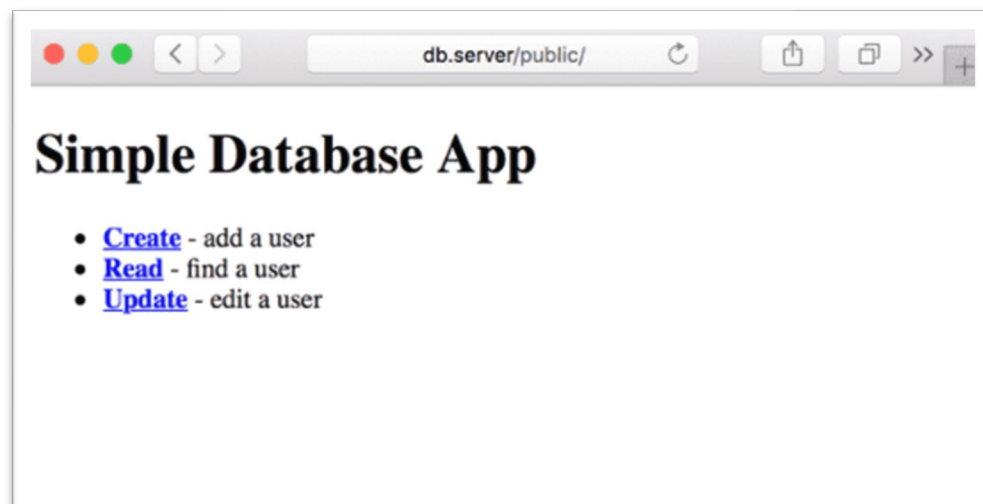 db.server/public/
Simple Database App
• Create - add a user
• Read - find a user
• Update - edit a user